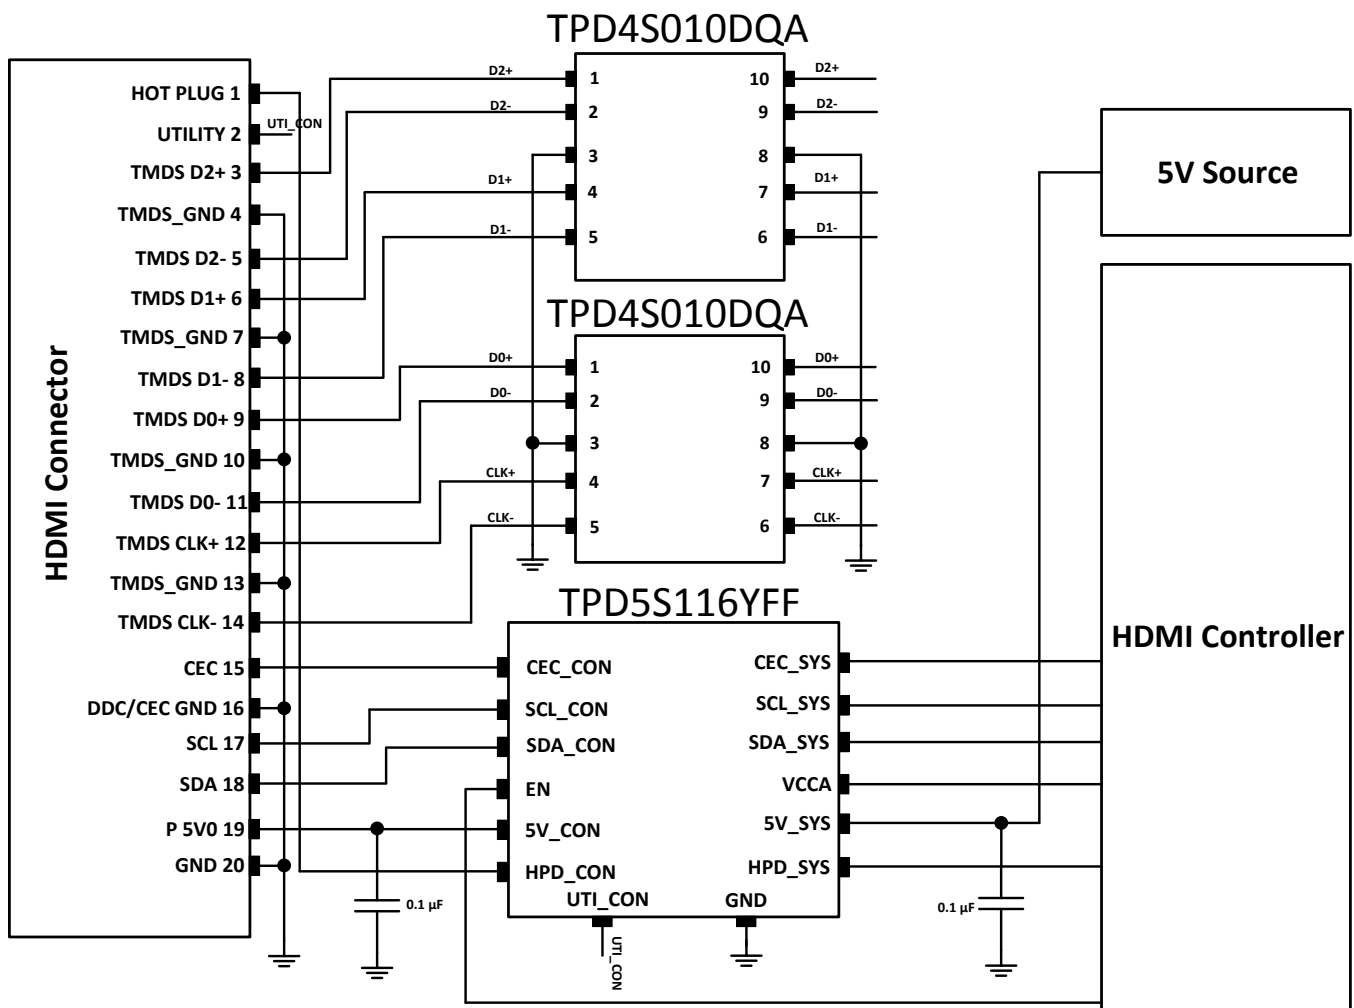 TPD4S010DQA
HDMI Connector
HOT PLUG 1
UTILITY 2
UTI_CON
TMDS D2+ 3
TMDS_GND 4
TMDS D2- 5
TMDS D1+ 6
TMDS_GND 7
TMDS D1- 8
TMDS D0+ 9
TMDS_GND 10
TMDS D0- 11
TMDS CLK+ 12
TMDS_GND 13
TMDS CLK- 14
CEC 15
DDC/CEC GND 16
SCL 17
SDA 18
P 5V0 19
GND 20
D2+ 1 10 D2+
D2- 2 9 D2-
3 8
D1+ 4 7 D1+
D1- 5 6 D1-
TPD4S010DQA
D0+ 1 10 D0+
D0- 2 9 D0-
3 8
CLK+ 4 7 CLK+
CLK- 5 6 CLK-
TPD5S116YFF
CEC_CON CEC_SYS
SCL_CON SCL_SYS
SDA_CON SDA_SYS
EN VCCA
5V_CON 5V_SYS
HPD_CON HPD_SYS
UTI_CON GND
UTI_CON
0.1 µF
0.1 µF
5V Source
HDMI Controller